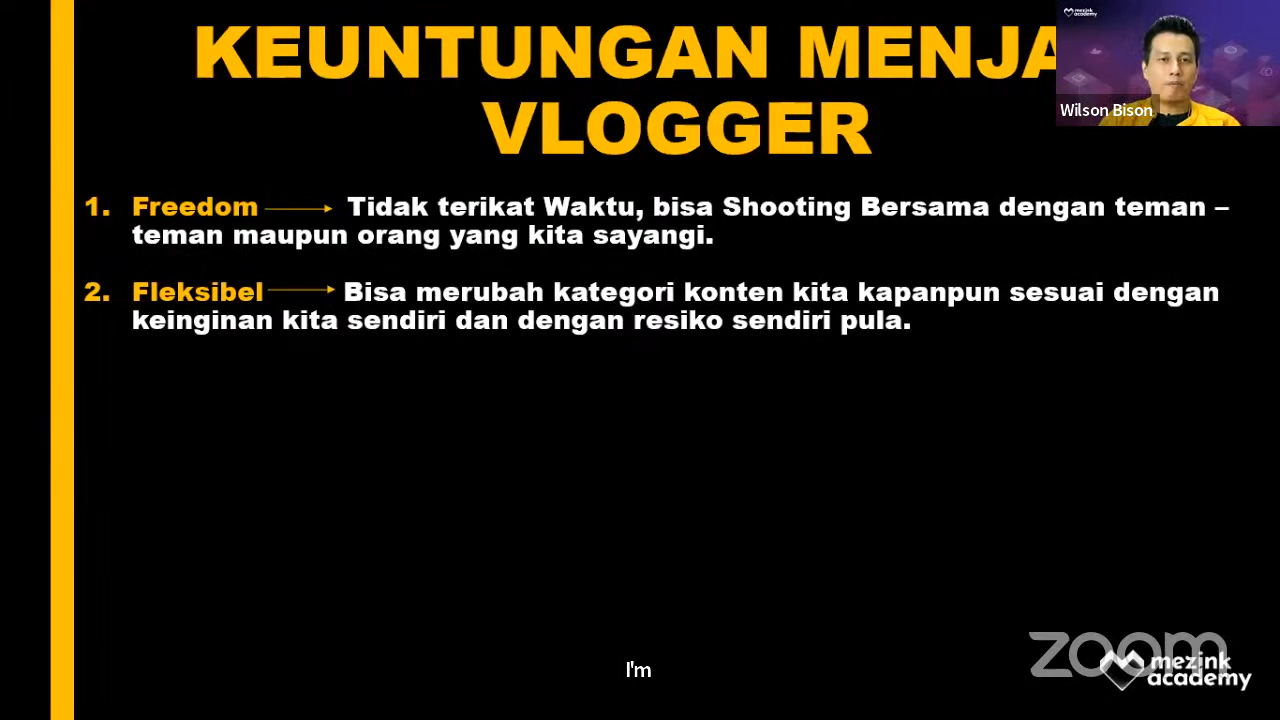 KEUNTUNGAN MENJA
VLOGGER
mezink
academy
Wilson Bison
1. Freedom Tidak terikat Waktu, bisa Shooting Bersama dengan teman –
teman maupun orang yang kita sayangi.
2. Fleksibel Bisa merubah kategori konten kita kapanpun sesuai dengan
keinginan kita sendiri dan dengan resiko sendiri pula.
I'm
zoom
mezink
academy